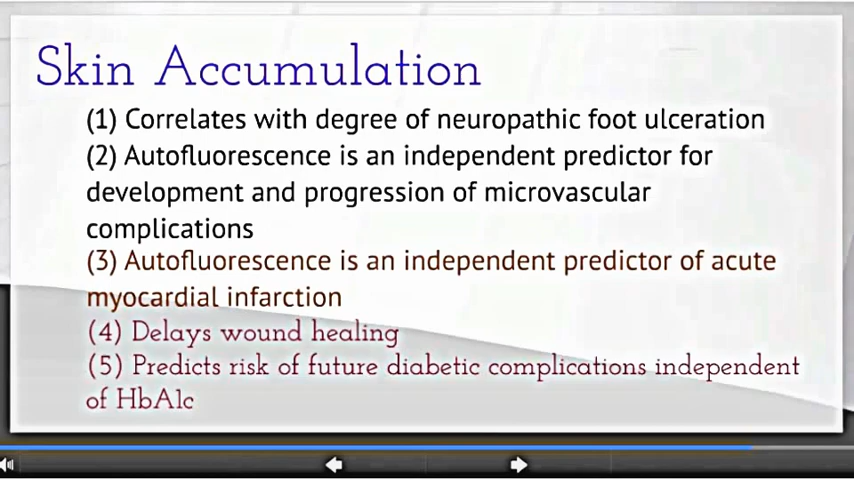 Skin Accumulation
(1) Correlates with degree of neuropathic foot ulceration
(2) Autofluorescence is an independent predictor for
development and progression of microvascular
complications
(3) Autofluorescence is an independent predictor of acute
myocardial infarction
(4) Delays wound healing
(5) Predicts risk of future diabetic complications independent
of HbA1c